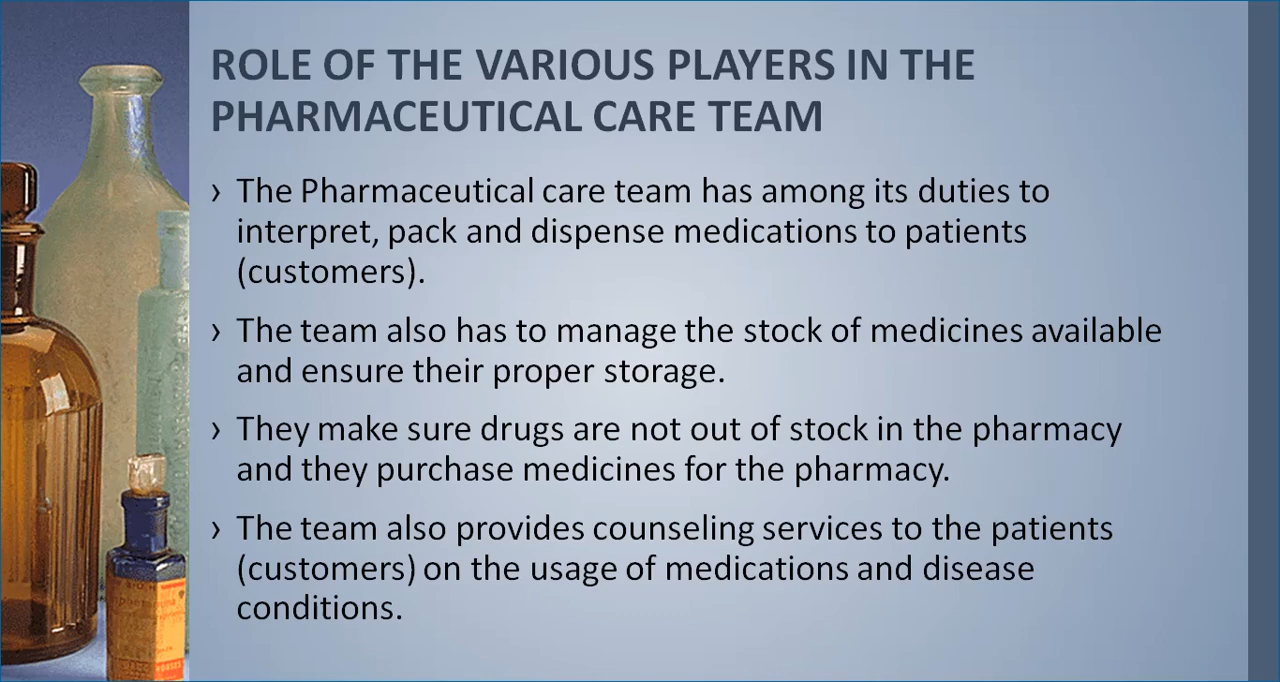 ROLE OF THE VARIOUS PLAYERS IN THE
PHARMACEUTICAL CARE TEAM
› The Pharmaceutical care team has among its duties to
interpret, pack and dispense medications to patients
(customers).
› The team also has to manage the stock of medicines available
and ensure their proper storage.
› They make sure drugs are not out of stock in the pharmacy
and they purchase medicines for the pharmacy.
› The team also provides counseling services to the patients
(customers) on the usage of medications and disease
conditions.